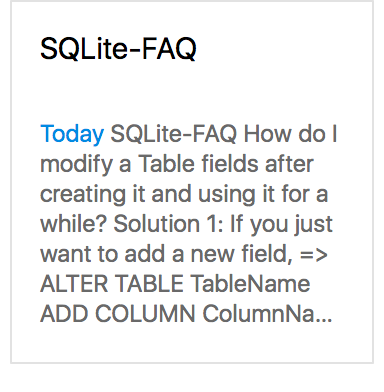 SQLite-FAQ
Today SQLite-FAQ How do I
modify a Table fields after
creating it and using it for a
while? Solution 1: If you just
want to add a new field, =>
ALTER TABLE TableName
ADD COLUMN ColumnNa...